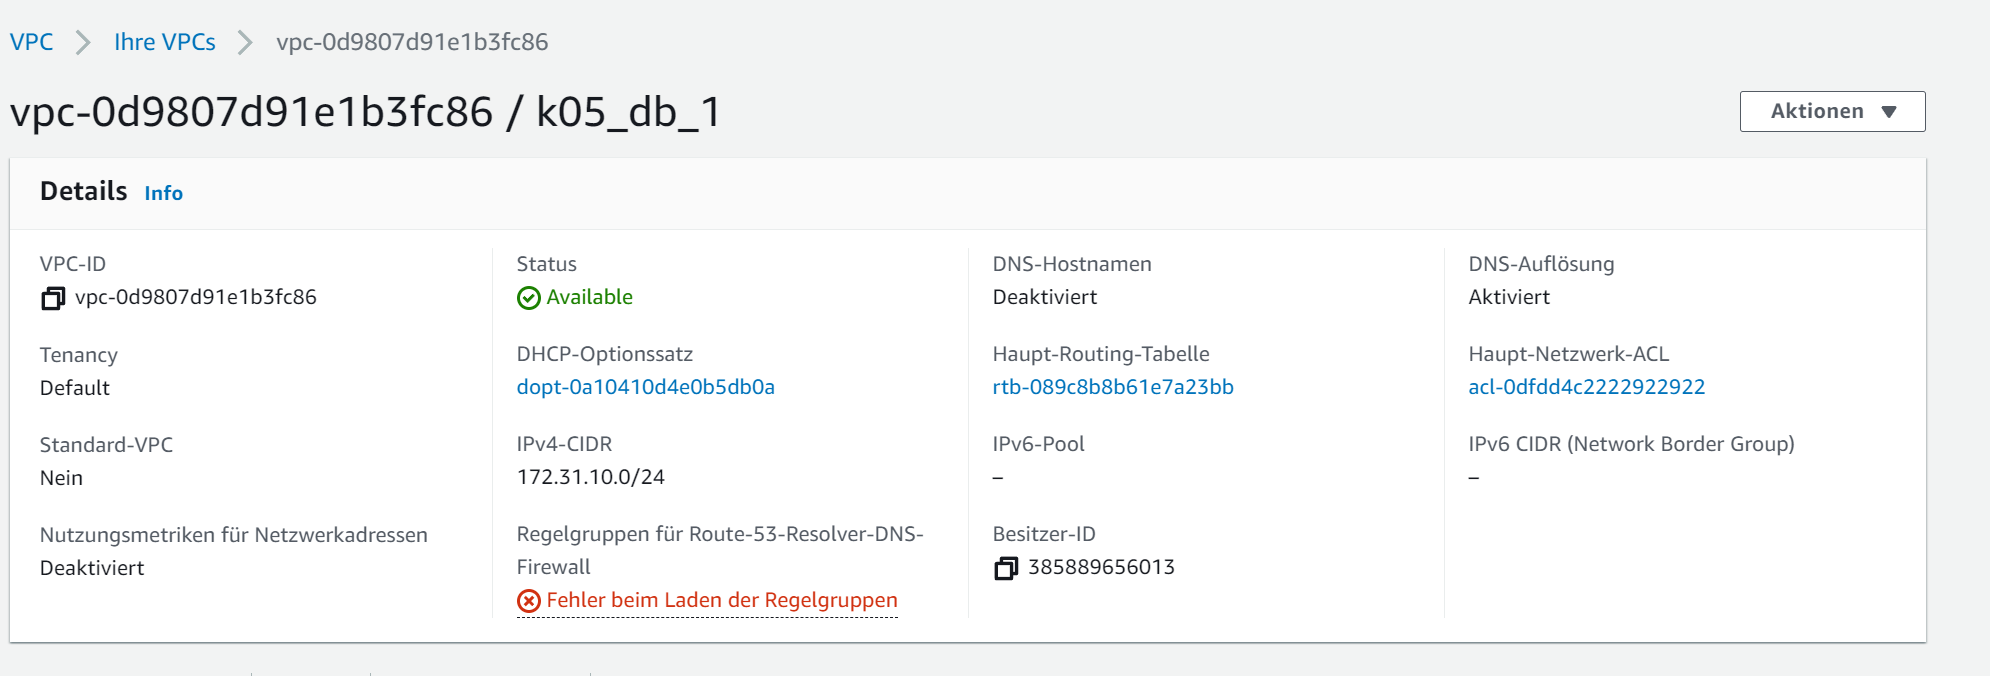 VPC > Ihre VPCs > vpc-0d9807d91e1b3fc86
vpc-0d9807d91e1b3fc86 / k05_db_1
Aktionen
Details Info
VPC-ID
vpc-0d9807d91e1b3fc86
Status
Available
DNS-Hostnamen
Deaktiviert
DNS-Auflösung
Aktiviert
Tenancy
Default
DHCP-Optionssatz
dopt-0a10410d4e0b5db0a
Haupt-Routing-Tabelle
rtb-089c8b8b61e7a23bb
Haupt-Netzwerk-ACL
acl-0dfdd4c2222922922
Standard-VPC
Nein
IPv4-CIDR
172.31.10.0/24
IPv6-Pool
–
IPv6 CIDR (Network Border Group)
–
Nutzungsmetriken für Netzwerkadressen
Deaktiviert
Regelgruppen für Route-53-Resolver-DNS-
Firewall
Fehler beim Laden der Regelgruppen
Besitzer-ID
385889656013